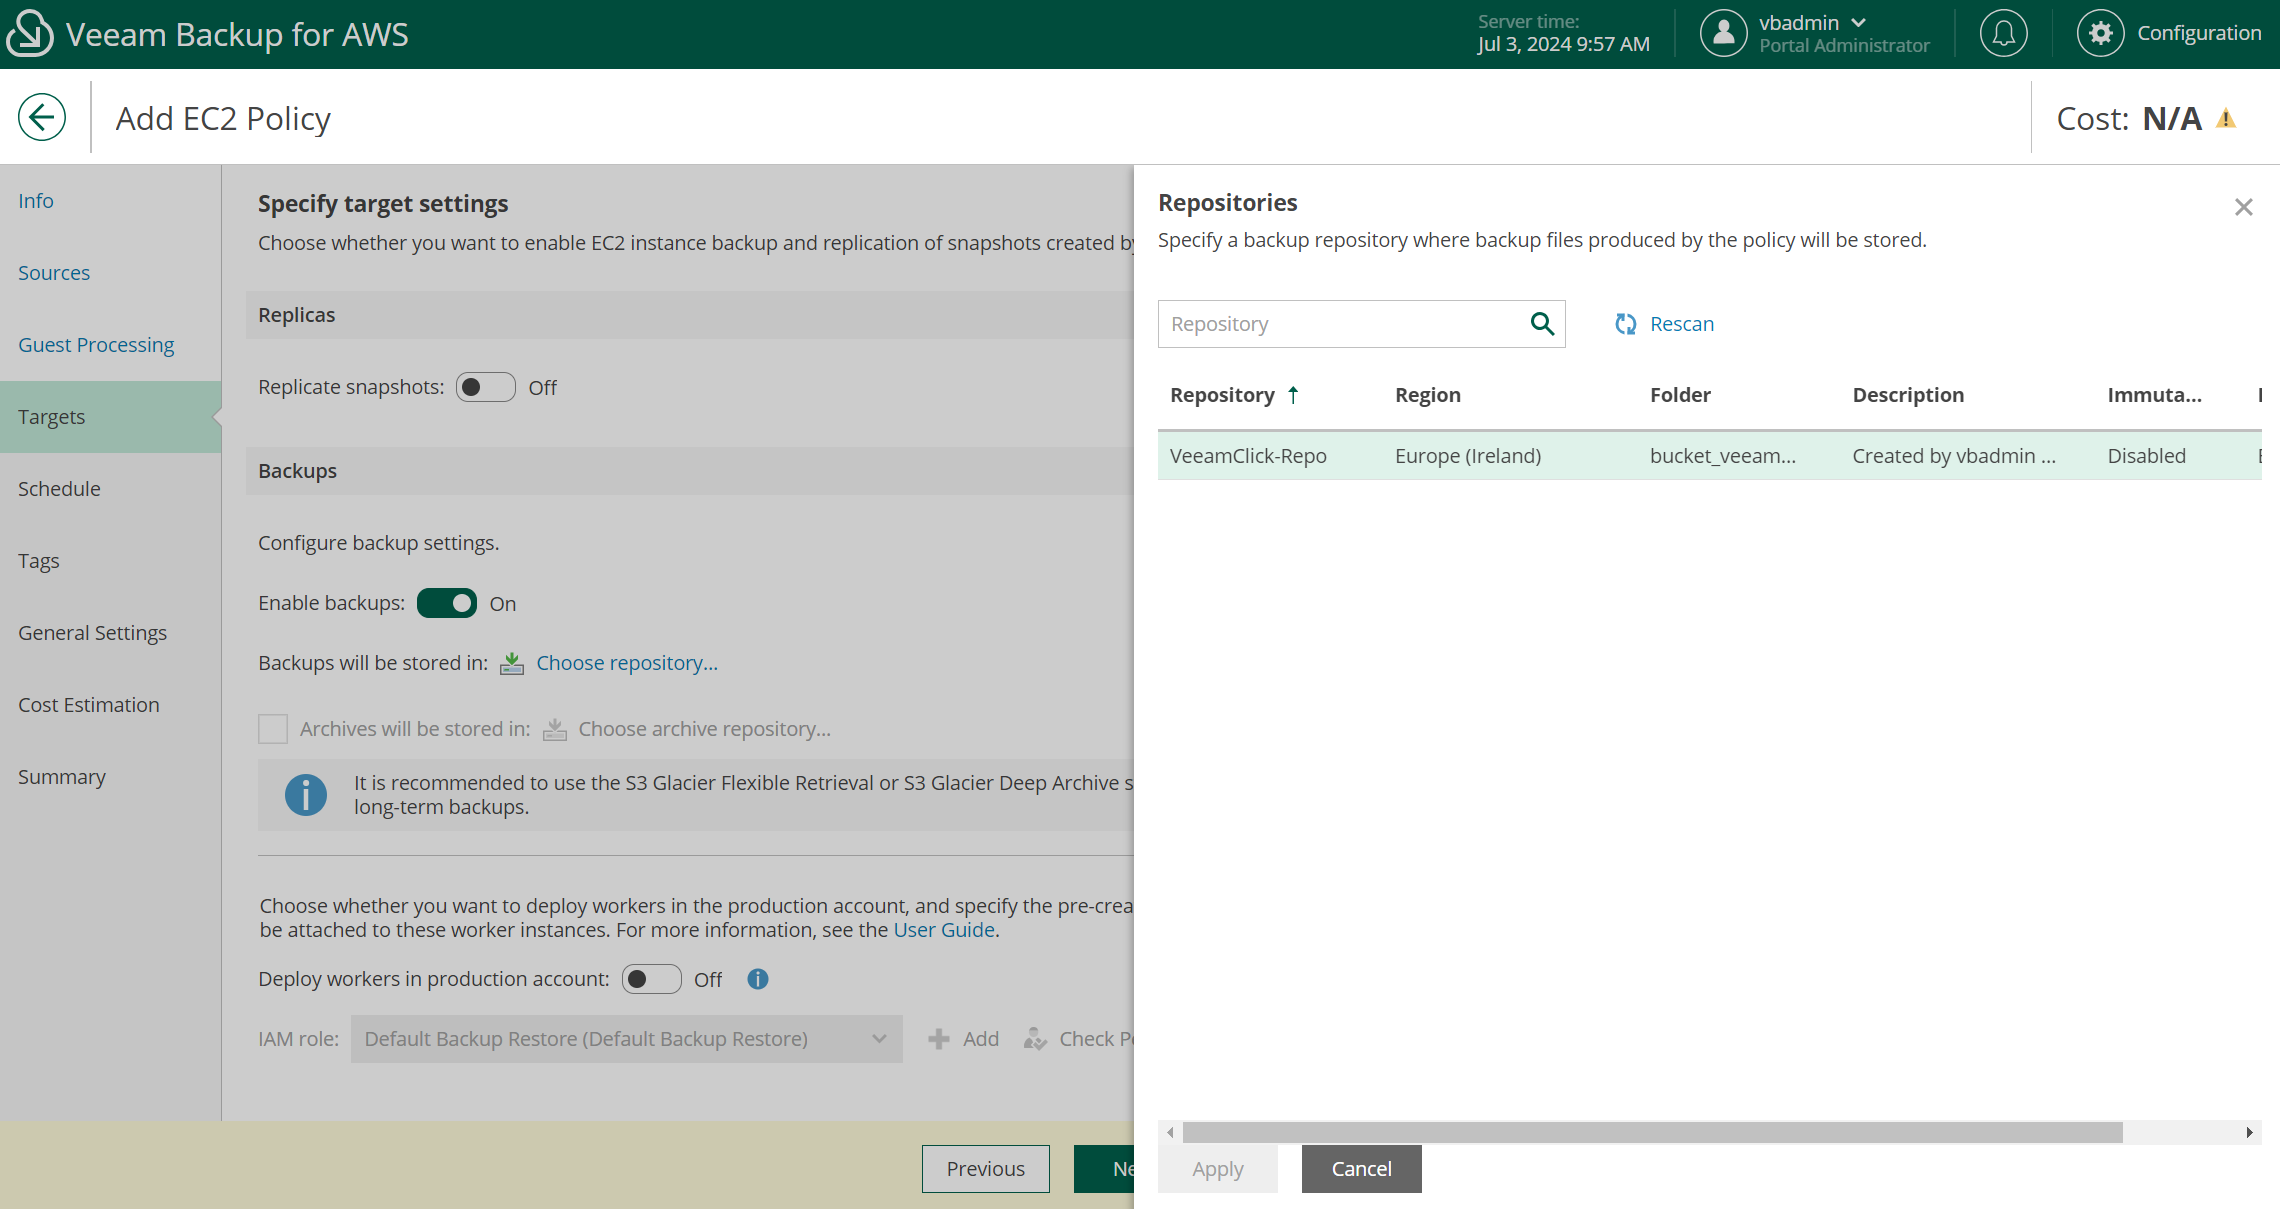 Veeam Backup for AWS
Server time:
Jul 3, 2024 9:57 AM
vbadmin
Portal Administrator
Configuration
Add EC2 Policy
Cost: N/A
Info
Sources
Guest Processing
Targets
Schedule
Tags
General Settings
Cost Estimation
Summary
Specify target settings
Choose whether you want to enable EC2 instance backup and replication of snapshots created by
Replicas
Replicate snapshots: Off
Backups
Configure backup settings.
Enable backups: On
Backups will be stored in: Choose repository...
Archives will be stored in: Choose archive repository...
It is recommended to use the S3 Glacier Flexible Retrieval or S3 Glacier Deep Archive s
long-term backups.
Choose whether you want to deploy workers in the production account, and specify the pre-crea
be attached to these worker instances. For more information, see the User Guide.
Deploy workers in production account: Off
IAM role: Default Backup Restore (Default Backup Restore) Add Check P
Previous Ne
Repositories
Specify a backup repository where backup files produced by the policy will be stored.
Repository Rescan
Repository Region Folder Description Immuta...
VeeamClick-Repo Europe (Ireland) bucket_veeam... Created by vbadmin ... Disabled
Apply Cancel